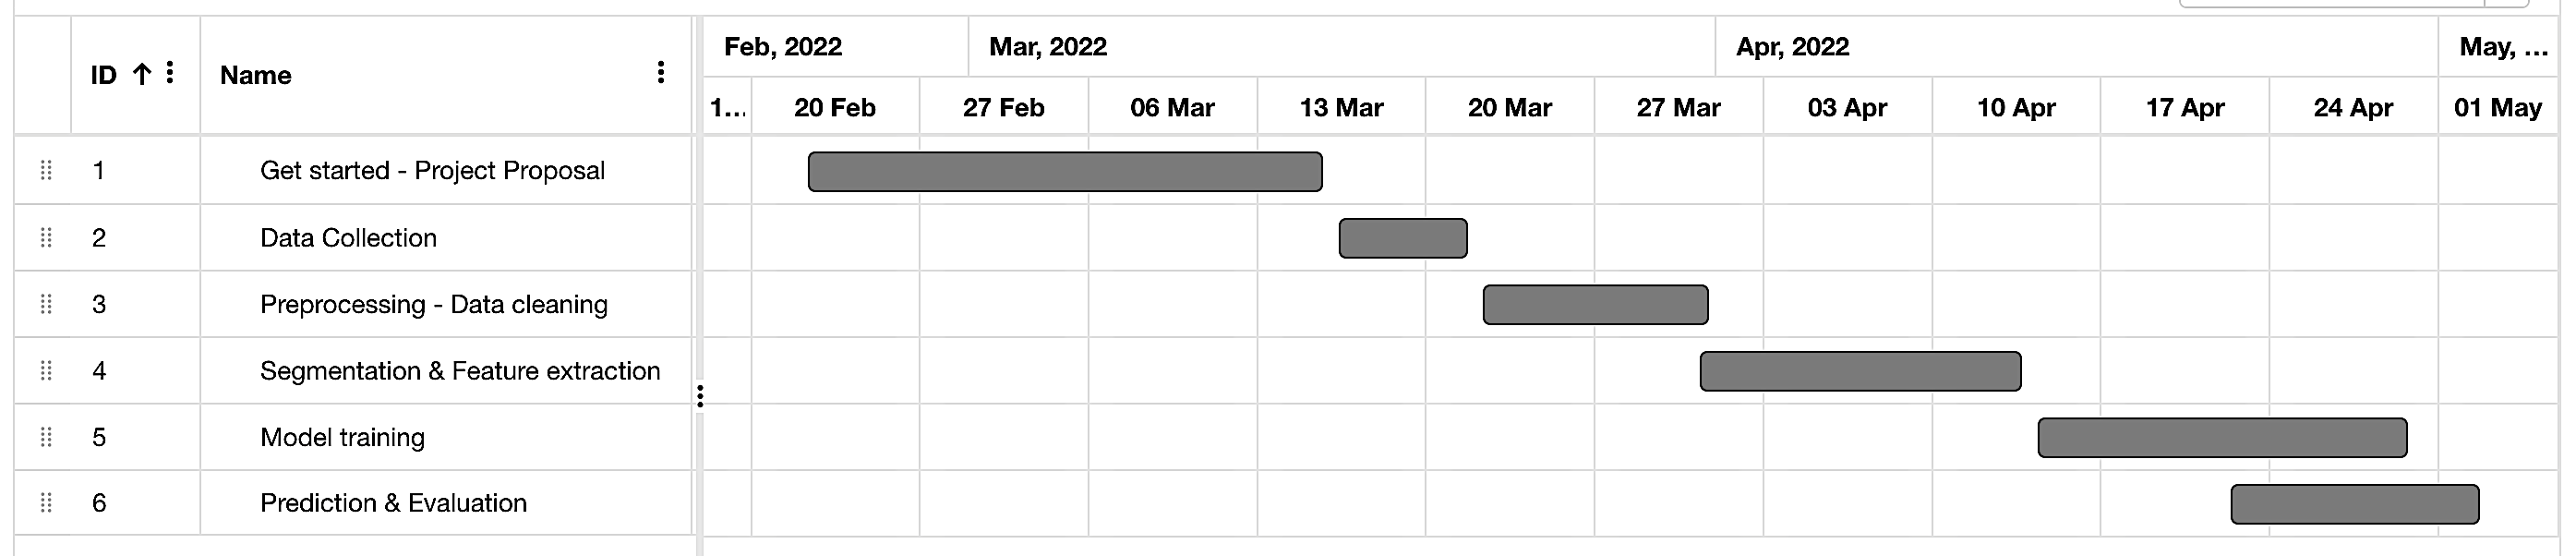 Feb, 2022 Mar, 2022 Apr, 2022 May, ...
ID ↑ Name
1... 20 Feb 27 Feb 06 Mar 13 Mar 20 Mar 27 Mar 03 Apr 10 Apr 17 Apr 24 Apr 01 May
1 Get started - Project Proposal
2 Data Collection
3 Preprocessing - Data cleaning
4 Segmentation & Feature extraction
5 Model training
6 Prediction & Evaluation